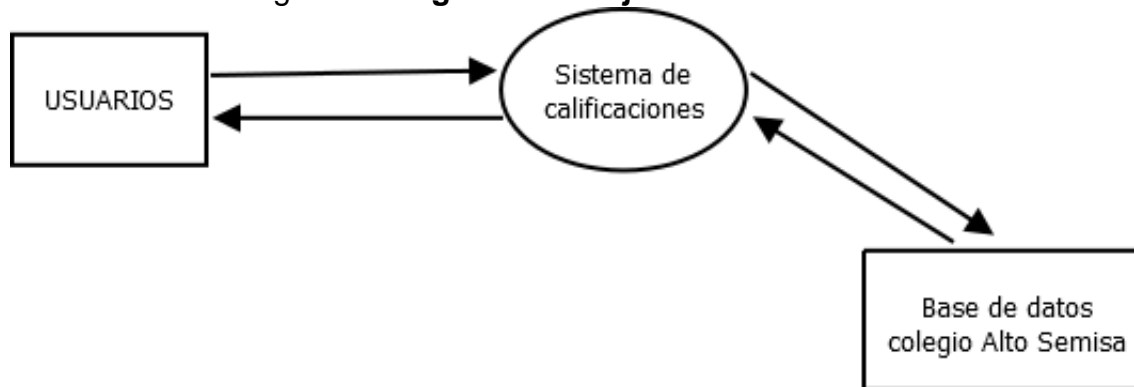 USUARIOS
Sistema de
calificaciones
Base de datos
colegio Alto Semisa